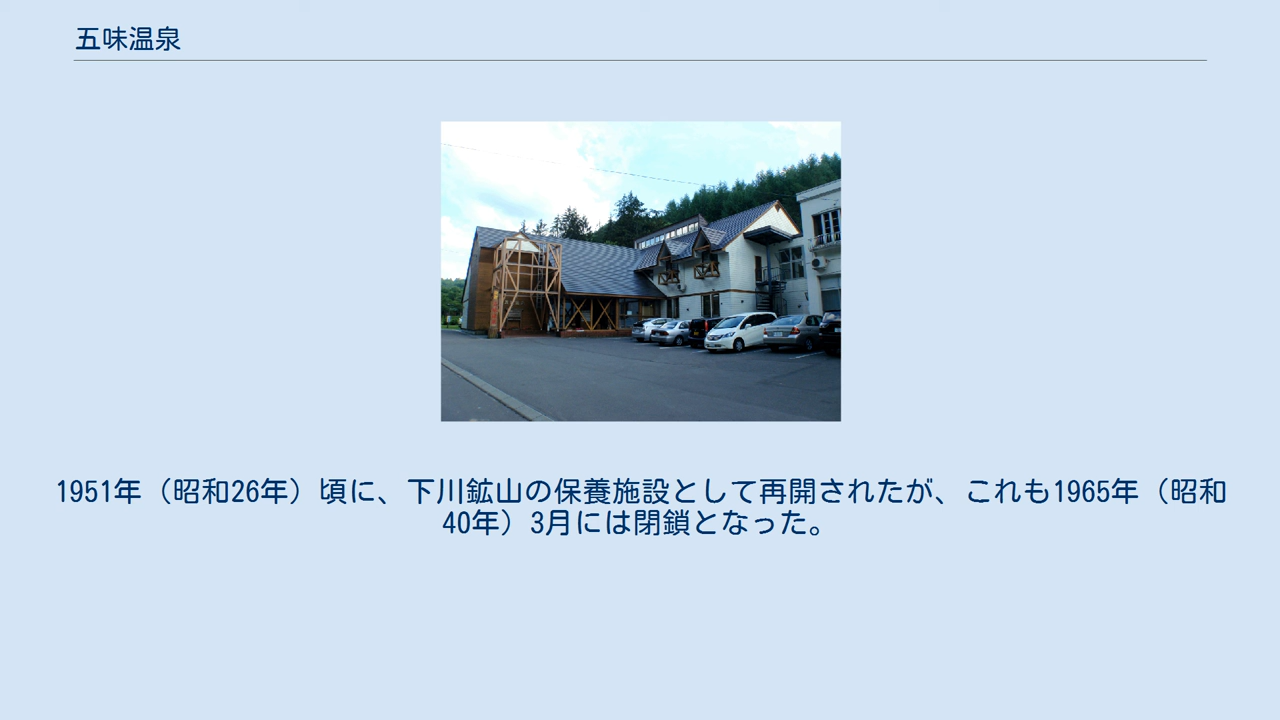 五味温泉
1951年（昭和26年）頃に、下川鉱山の保養施設として再開されたが、これも1965年（昭和
40年）3月には閉鎖となった。